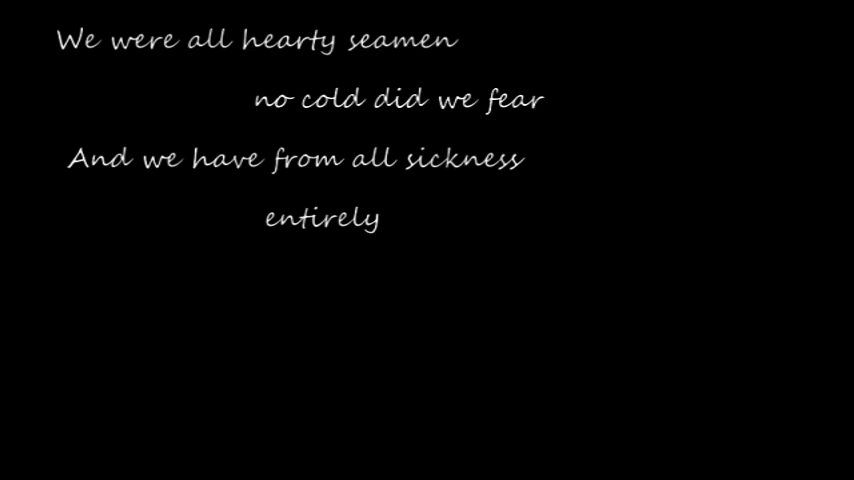 We were all hearty seamen
no cold did we fear
And we have from all sickness
entirely